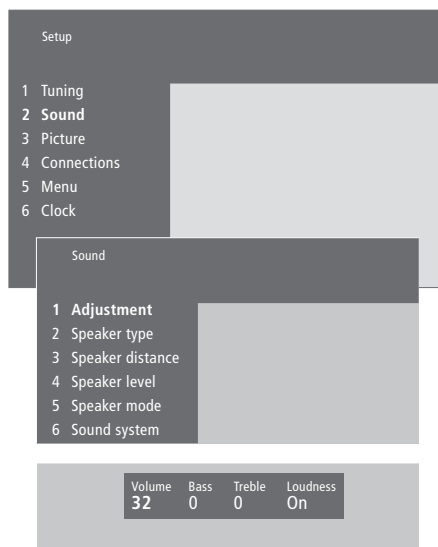 Setup
1 Tuning
2 Sound
3 Picture
4 Connections
5 Menu
6 Clock
Sound
1 Adjustment
2 Speaker type
3 Speaker distance
4 Speaker level
5 Speaker mode
6 Sound system
Volume Bass Treble Loudness
32 0 0 On